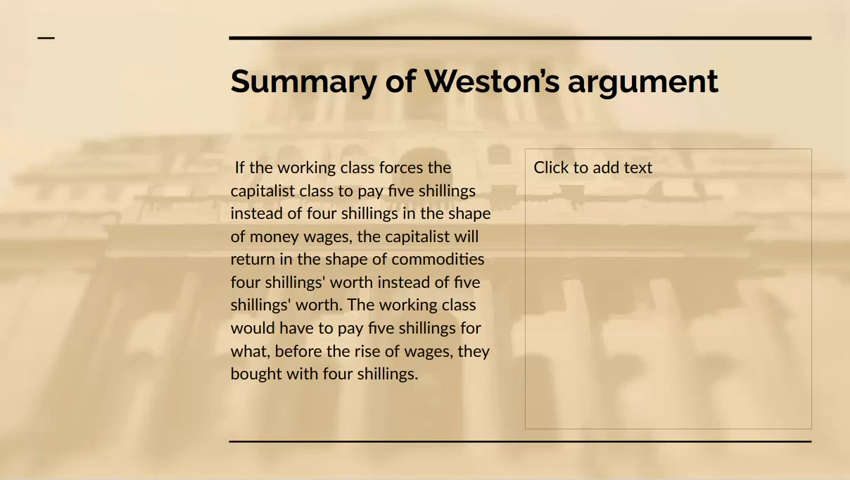 Summary of Weston’s argument
If the working class forces the
capitalist class to pay five shillings
instead of four shillings in the shape
of money wages, the capitalist will
return in the shape of commodities
four shillings' worth instead of five
shillings' worth. The working class
would have to pay five shillings for
what, before the rise of wages, they
bought with four shillings.
Click to add text